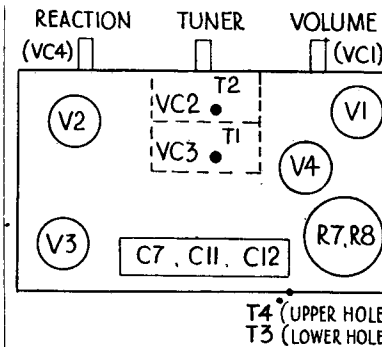 REACTION TUNER VOLUME
(VC4) (VC1)
T2
VC2
V1
V2
T1
VC3
V4
R7,R8
V3
C7, C11, C12
T4 (UPPER HOLE
T3 (LOWER HOLE